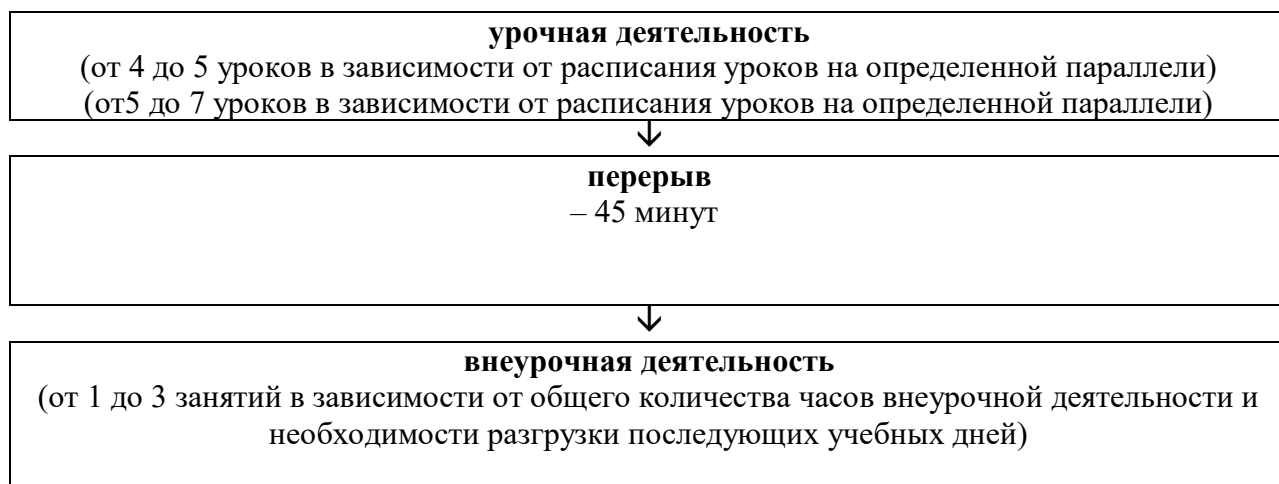 урочная деятельность
(от 4 до 5 уроков в зависимости от расписания уроков на определенной параллели)
(от5 до 7 уроков в зависимости от расписания уроков на определенной параллели)
↓
перерыв
– 45 минут
↓
внеурочная деятельность
(от 1 до 3 занятий в зависимости от общего количества часов внеурочной деятельности и
необходимости разгрузки последующих учебных дней)